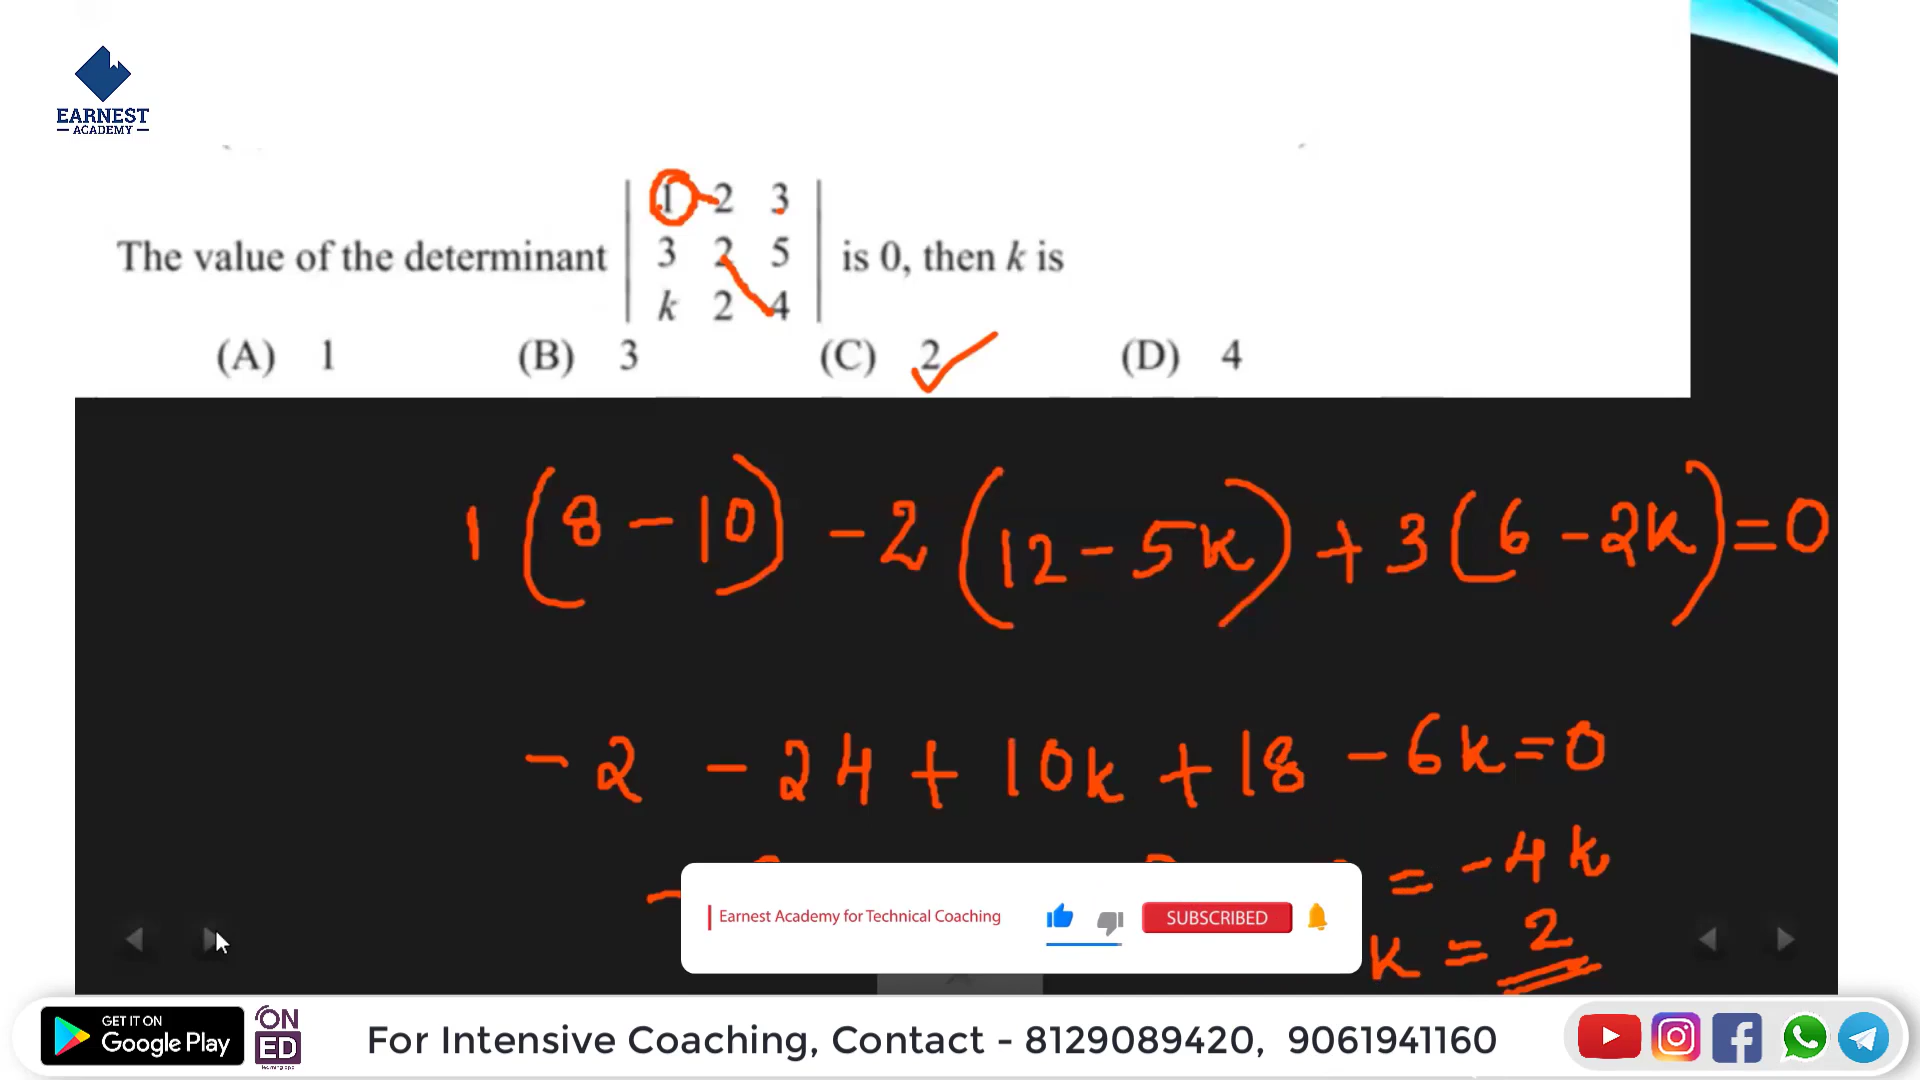 EARNEST
ACADEMY
1 2 3
The value of the determinant 3 2 5 is 0, then k is
k 2 4
(A) 1 (B) 3 (C) 2 (D) 4
1 (8 - 10) - 2 (12 - 5k) + 3 (6 - 2k) = 0
- 2 - 24 + 10k + 18 - 6k = 0
= - 4k
k = 2
Earnest Academy for Technical Coaching SUBSCRIBED
GET IT ON
Google Play
ON
ED
For Intensive Coaching, Contact - 8129089420, 9061941160